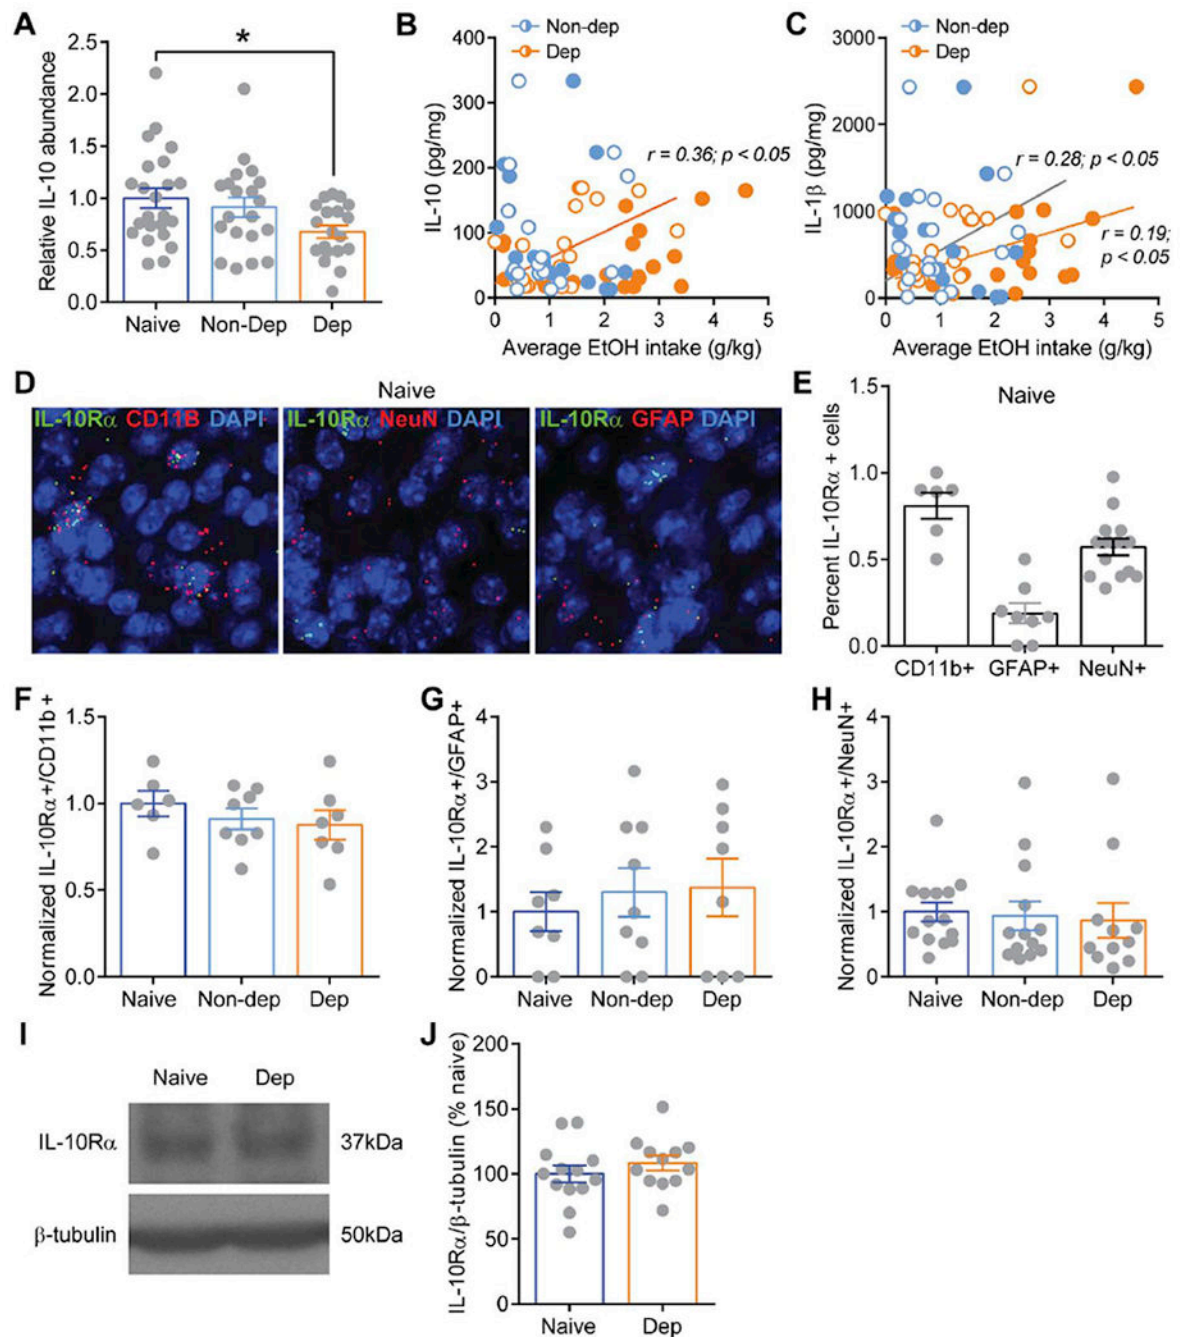 A
*
Relative IL-10 abundance
2.5
2.0
1.5
1.0
0.5
0.0
Naive Non-Dep Dep
B
Non-dep
Dep
IL-10 (pg/mg)
400
300
200
100
0
r = 0.36; p < 0.05
0 1 2 3 4 5
Average EtOH intake (g/kg)
C
Non-dep
Dep
IL-1β (pg/mg)
3000
2000
1000
0
r = 0.28; p < 0.05
r = 0.19;
p < 0.05
0 1 2 3 4 5
Average EtOH intake (g/kg)
D
Naive
IL-10Rα CD11B DAPI
IL-10Rα NeuN DAPI
IL-10Rα GFAP DAPI
E
Naive
Percent IL-10Rα + cells
1.5
1.0
0.5
0.0
CD11b+ GFAP+ NeuN+
F
Normalized IL-10Rα+/CD11b +
1.5
1.0
0.5
0.0
Naive Non-dep Dep
G
Normalized IL-10Rα+/GFAP+
4
3
2
1
0
Naive Non-dep Dep
H
Normalized IL-10Rα+/NeuN+
4
3
2
1
0
Naive Non-dep Dep
I
Naive Dep
IL-10Rα 37kDa
β-tubulin 50kDa
J
IL-10Rα/β-tubulin (% naive)
200
150
100
50
0
Naive Dep